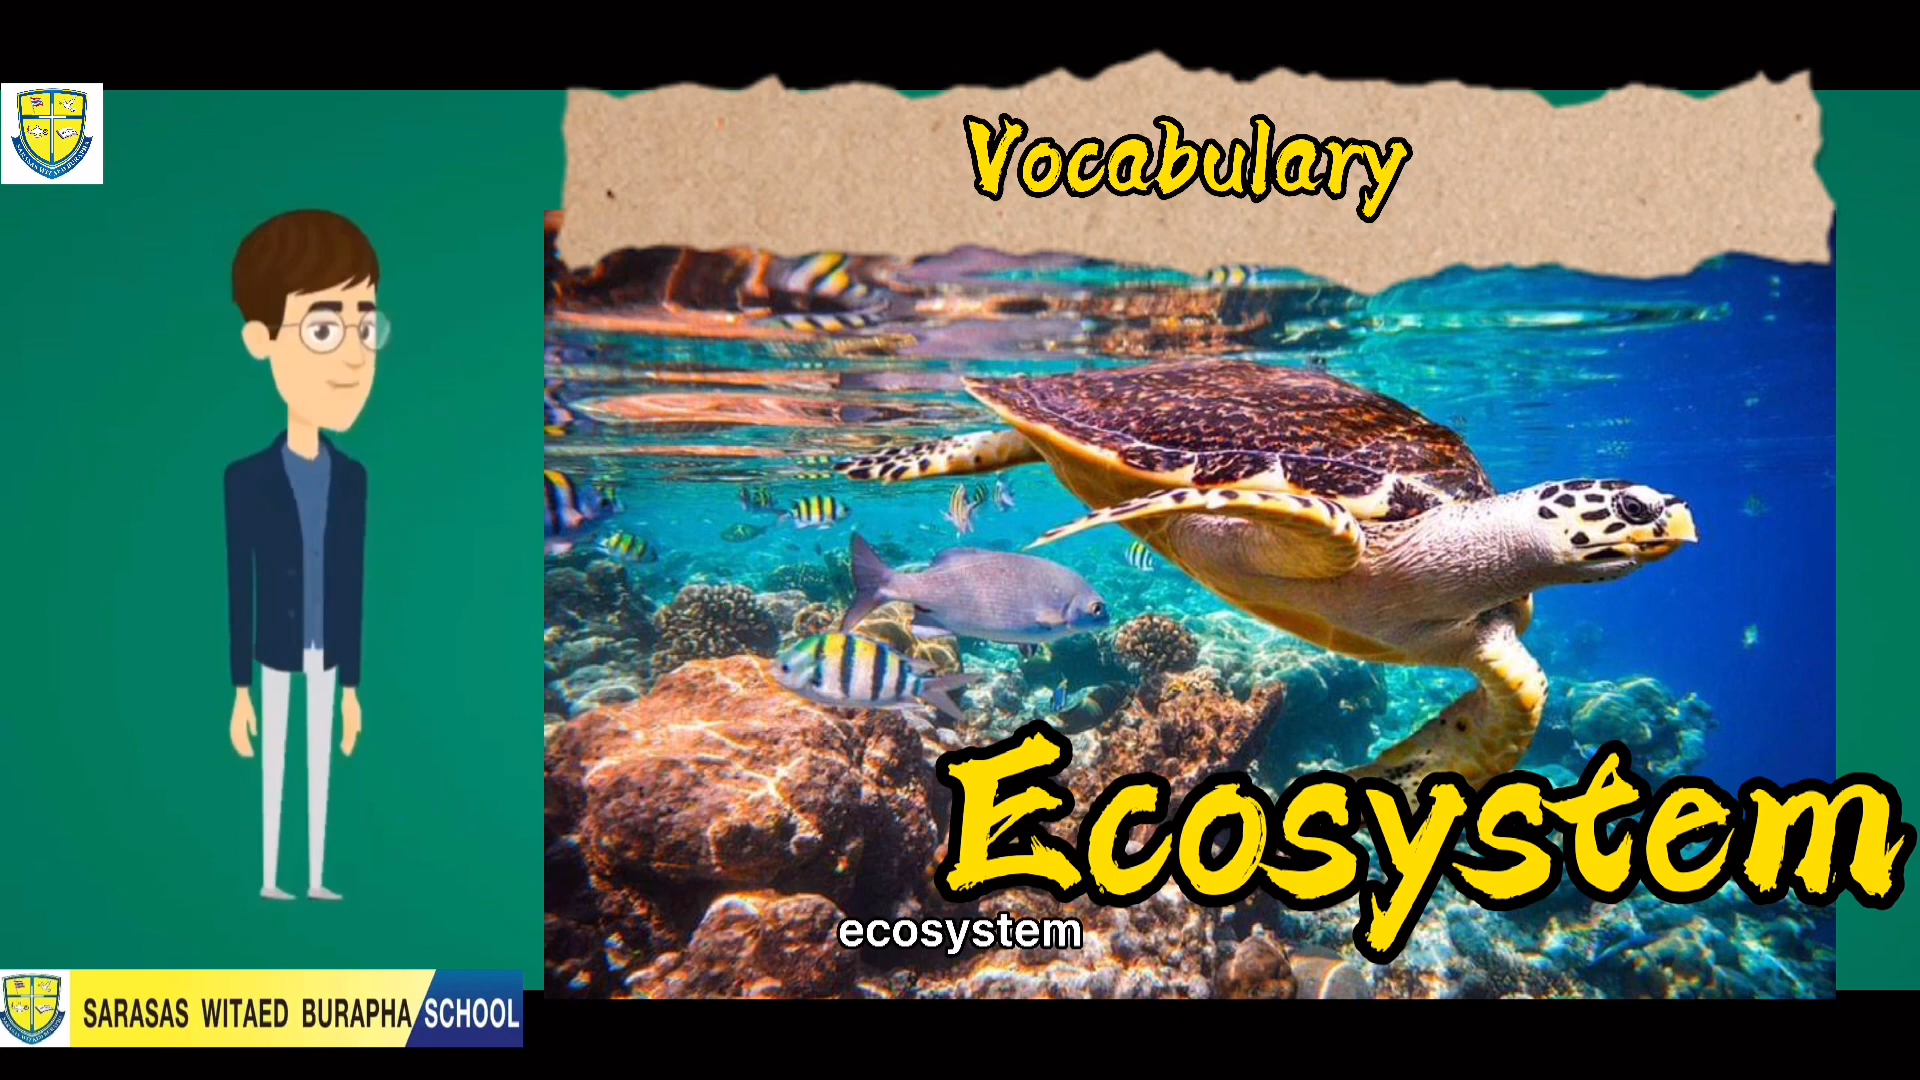 Vocabulary
Ecosystem
ecosystem
SARASAS WITAED BURAPHA SCHOOL